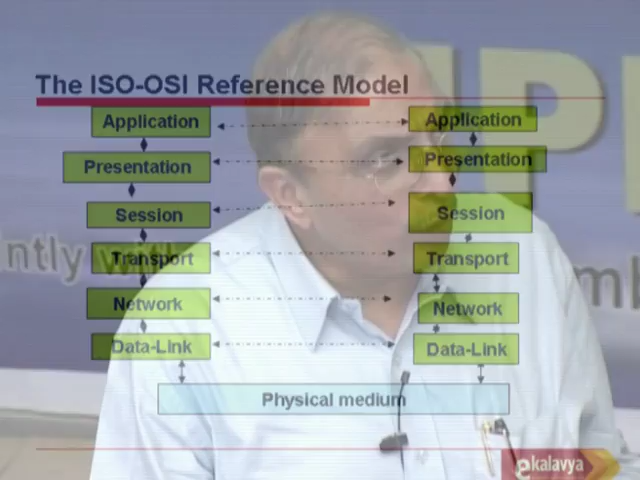 The ISO-OSI Reference Model
Application Application
Presentation Presentation
Session Session
Transport Transport
Network Network
Data-Link Data-Link
Physical medium
ekalavya